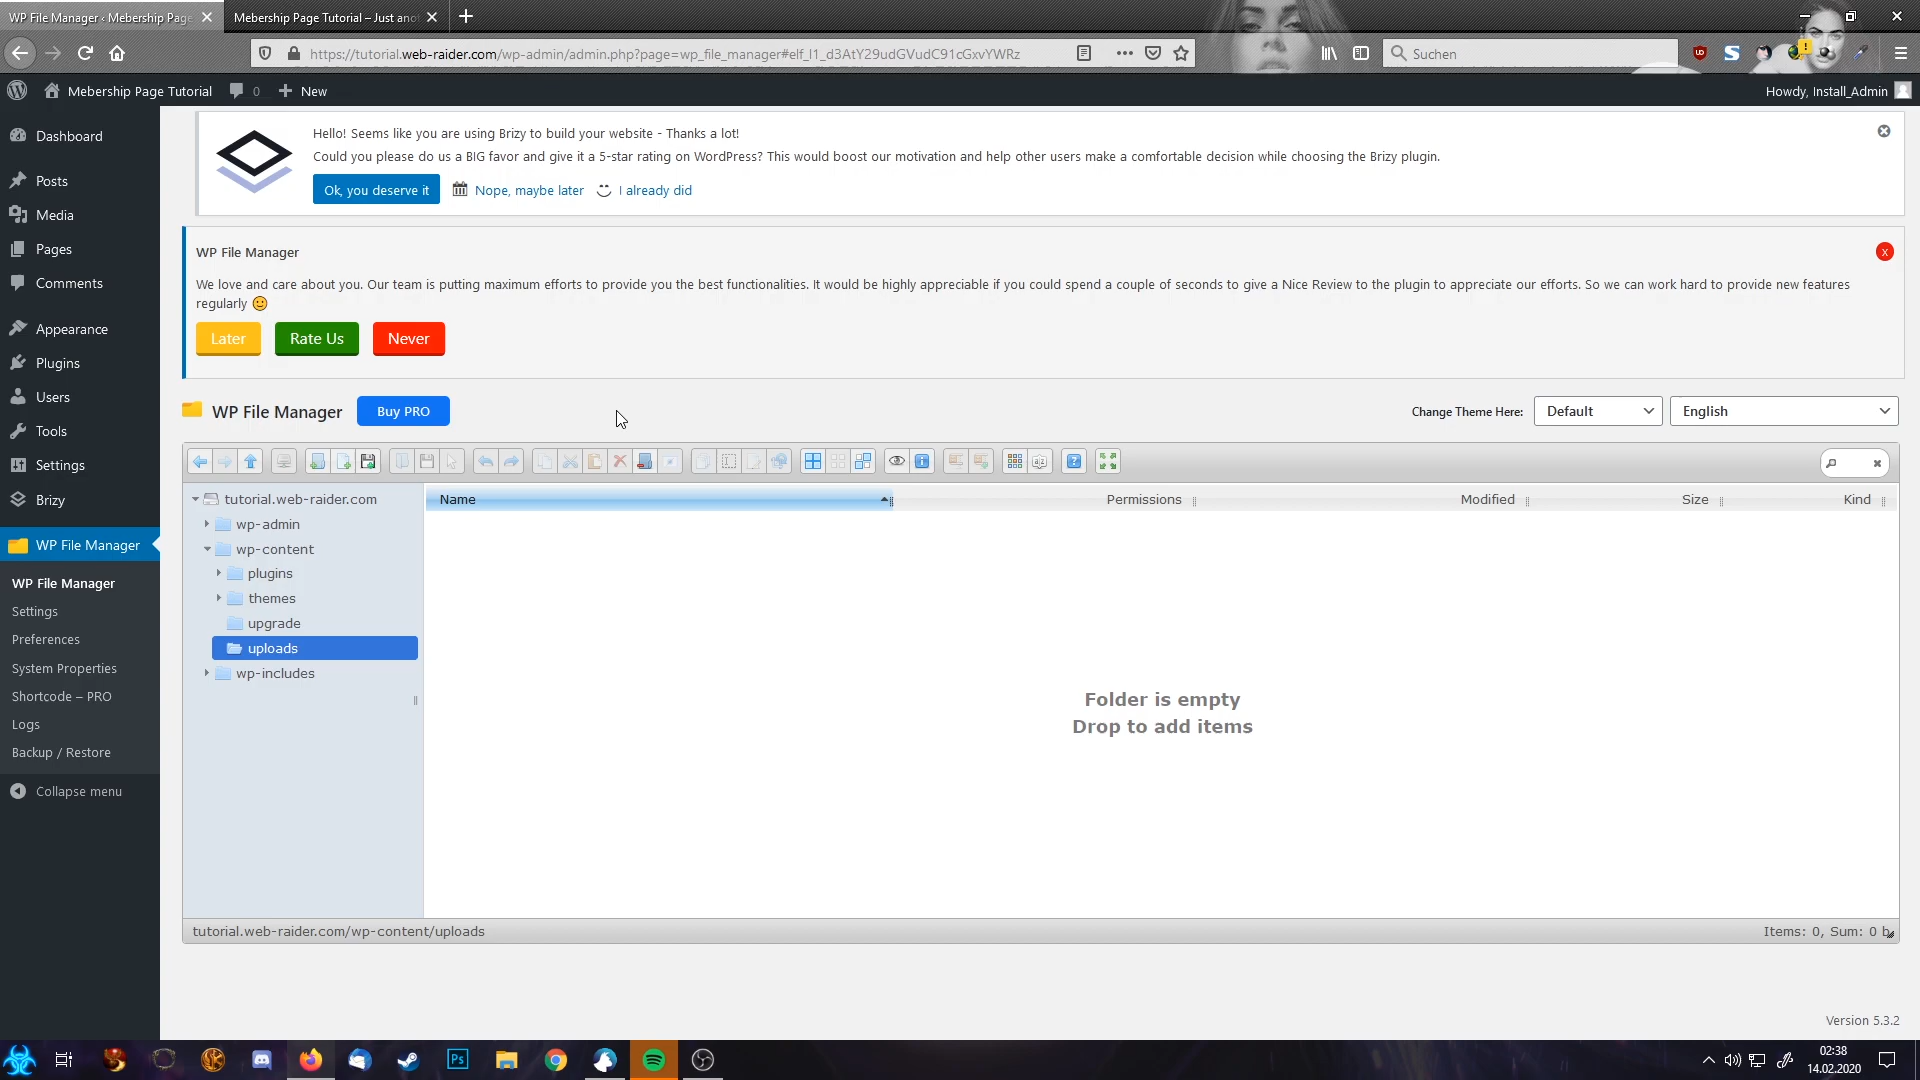 WP File Manager ‹ Mebership Page
Mebership Page Tutorial – Just ano
https://tutorial.web-raider.com/wp-admin/admin.php?page=wp_file_manager#elf_l1_d3AtY29udGVudC91cGxvYWRz
Suchen
Mebership Page Tutorial
0
New
Howdy, Install_Admin
Dashboard
Posts
Media
Pages
Comments
Appearance
Plugins
Users
Tools
Settings
Brizy
WP File Manager
WP File Manager
Settings
Preferences
System Properties
Shortcode – PRO
Logs
Backup / Restore
Collapse menu
Hello! Seems like you are using Brizy to build your website - Thanks a lot!
Could you please do us a BIG favor and give it a 5-star rating on WordPress? This would boost our motivation and help other users make a comfortable decision while choosing the Brizy plugin.
Ok, you deserve it
Nope, maybe later
I already did
WP File Manager
X
We love and care about you. Our team is putting maximum efforts to provide you the best functionalities. It would be highly appreciable if you could spend a couple of seconds to give a Nice Review to the plugin to appreciate our efforts. So we can work hard to provide new features
regularly 🙂
Later
Rate Us
Never
WP File Manager
Buy PRO
Change Theme Here:
Default
English
tutorial.web-raider.com
wp-admin
wp-content
plugins
themes
upgrade
uploads
wp-includes
Name
Permissions
Modified
Size
Kind
Folder is empty
Drop to add items
tutorial.web-raider.com/wp-content/uploads
Items: 0, Sum: 0 b
Version 5.3.2
Ps
02:38
14.02.2020